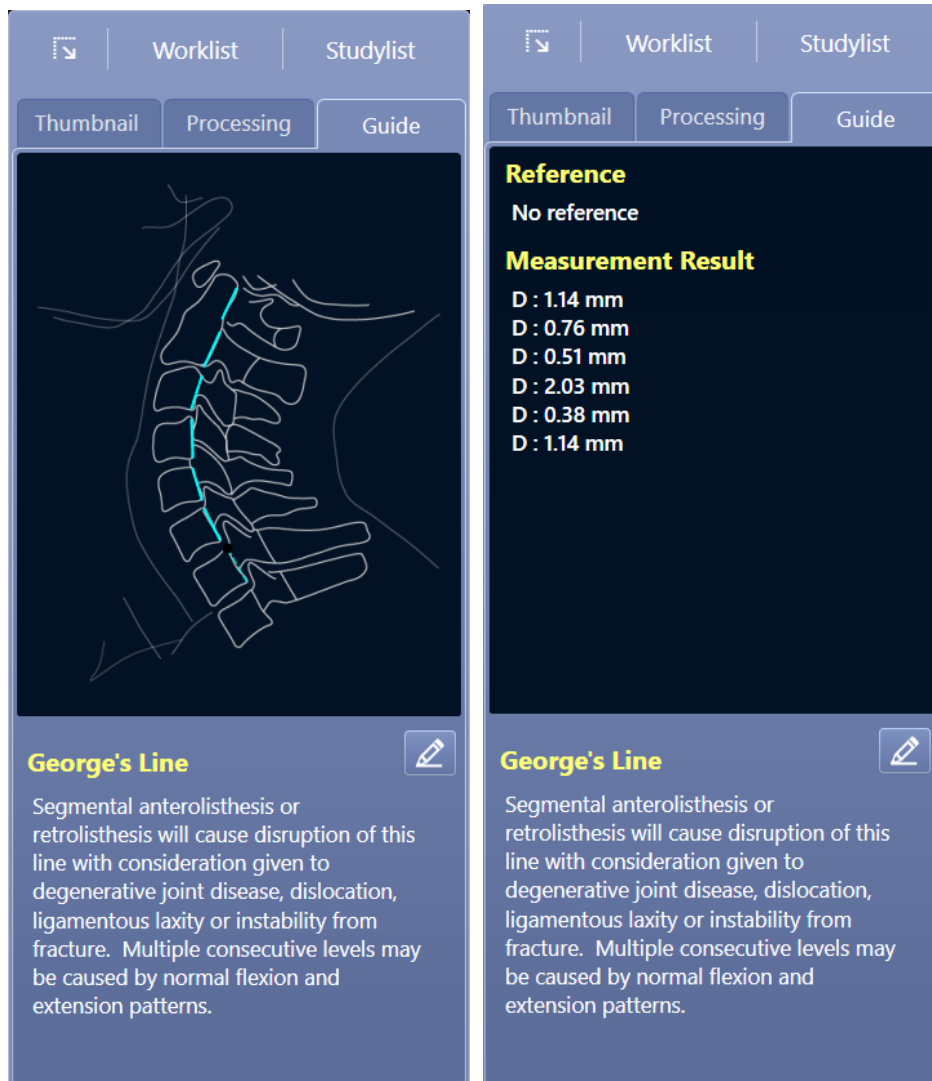 Worklist
Studylist
Thumbnail
Processing
Guide
George's Line
Segmental anterolisthesis or
retrolisthesis will cause disruption of this
line with consideration given to
degenerative joint disease, dislocation,
ligamentous laxity or instability from
fracture.  Multiple consecutive levels may
be caused by normal flexion and
extension patterns.
Worklist
Studylist
Thumbnail
Processing
Guide
Reference
No reference
Measurement Result
D : 1.14 mm
D : 0.76 mm
D : 0.51 mm
D : 2.03 mm
D : 0.38 mm
D : 1.14 mm
George's Line
Segmental anterolisthesis or
retrolisthesis will cause disruption of this
line with consideration given to
degenerative joint disease, dislocation,
ligamentous laxity or instability from
fracture.  Multiple consecutive levels may
be caused by normal flexion and
extension patterns.